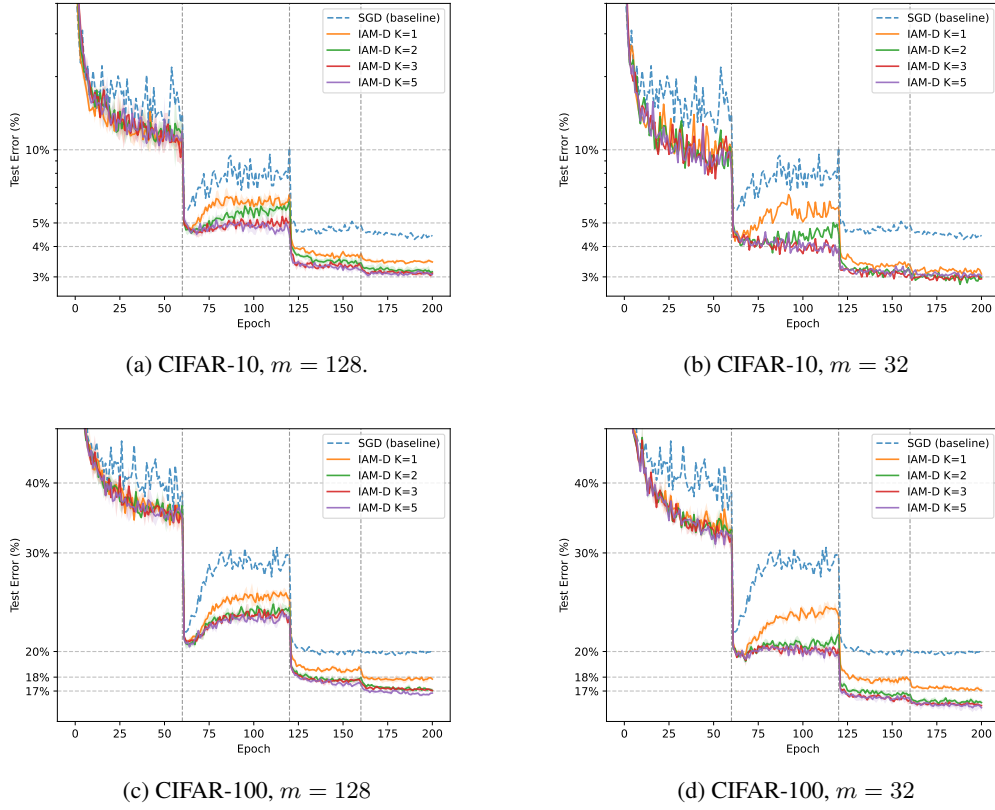 SGD (baseline)
IAM-D K=1
IAM-D K=2
IAM-D K=3
IAM-D K=5
Test Error (%)
10%
5%
4%
3%
0 25 50 75 100 125 150 175 200
Epoch
(a) CIFAR-10, m = 128.
SGD (baseline)
IAM-D K=1
IAM-D K=2
IAM-D K=3
IAM-D K=5
Test Error (%)
10%
5%
4%
3%
0 25 50 75 100 125 150 175 200
Epoch
(b) CIFAR-10, m = 32
SGD (baseline)
IAM-D K=1
IAM-D K=2
IAM-D K=3
IAM-D K=5
Test Error (%)
40%
30%
20%
18%
17%
0 25 50 75 100 125 150 175 200
Epoch
(c) CIFAR-100, m = 128
SGD (baseline)
IAM-D K=1
IAM-D K=2
IAM-D K=3
IAM-D K=5
Test Error (%)
40%
30%
20%
18%
17%
0 25 50 75 100 125 150 175 200
Epoch
(d) CIFAR-100, m = 32